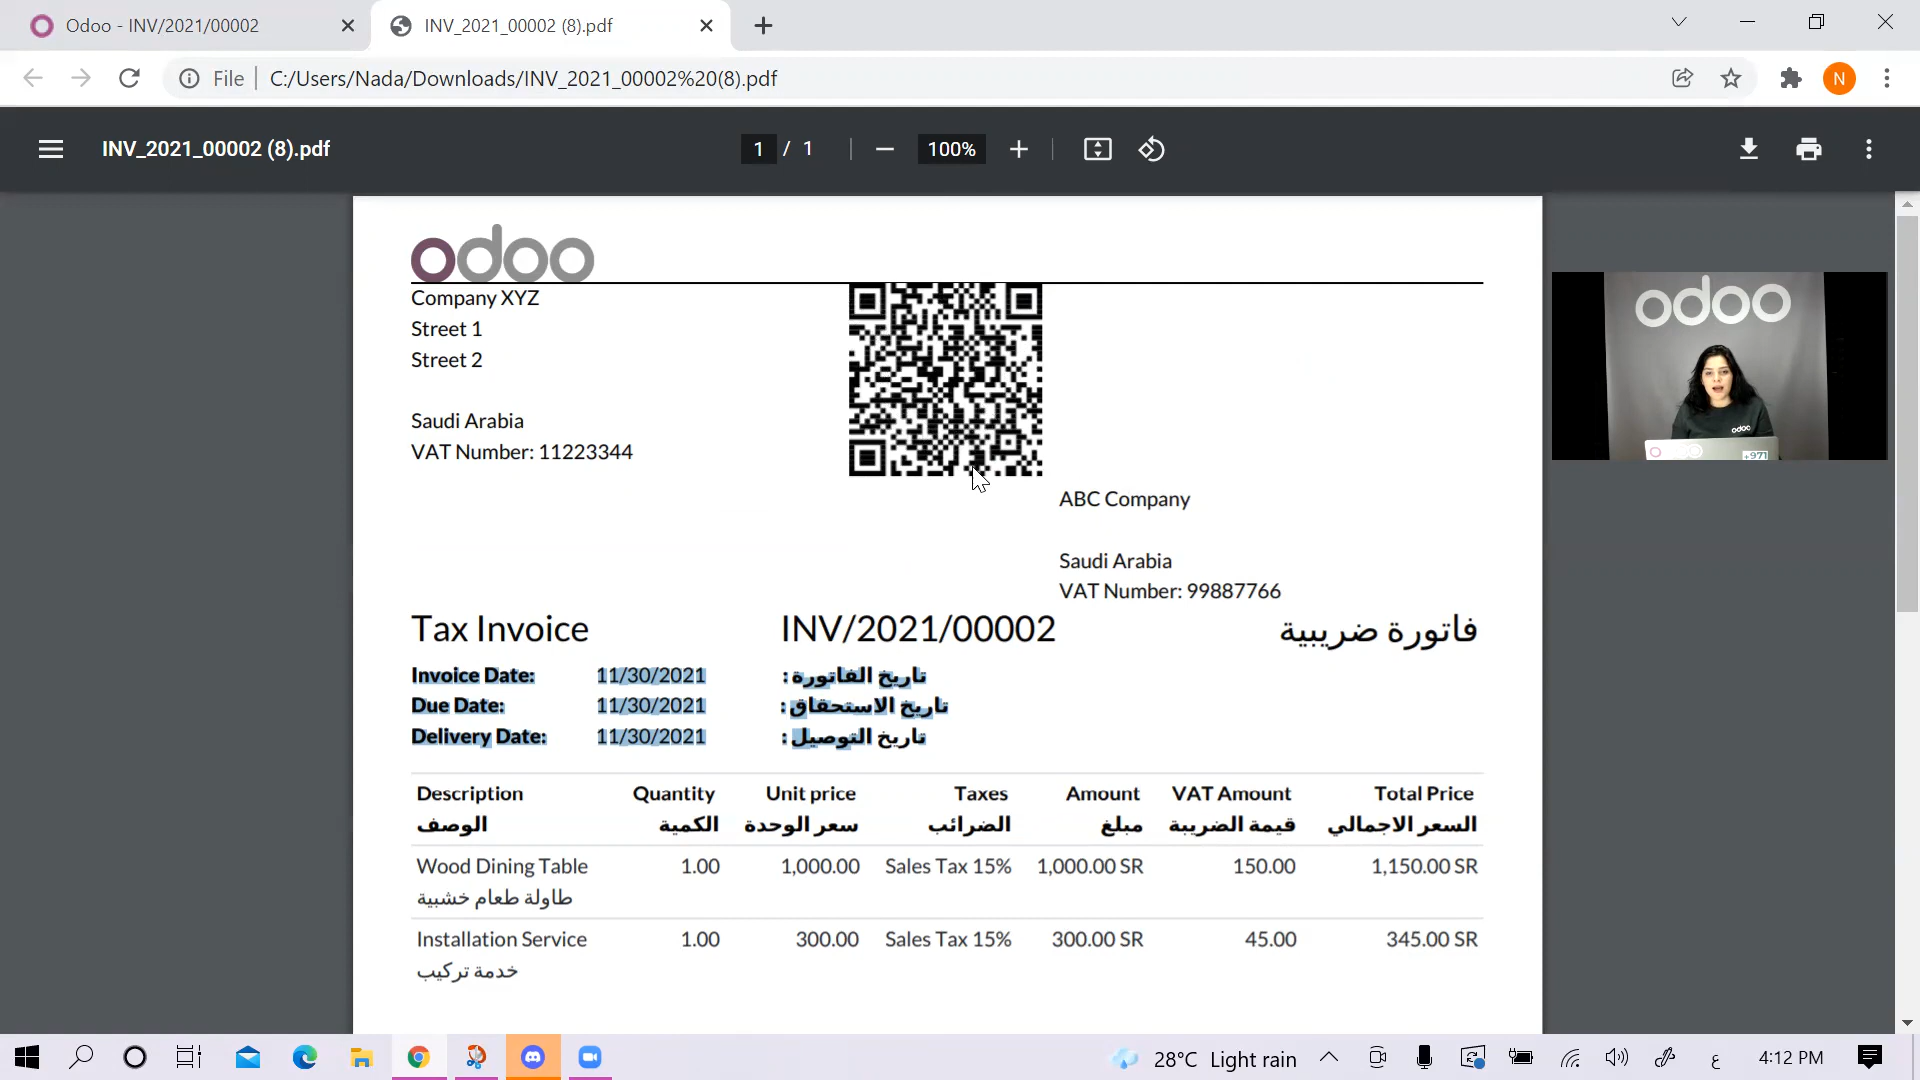 Odoo - INV/2021/00002
INV_2021_00002 (8).pdf
File
C:/Users/Nada/Downloads/INV_2021_00002%20(8).pdf
N
INV_2021_00002 (8).pdf
1 / 1
100%
odoo
Company XYZ
Street 1
Street 2
Saudi Arabia
VAT Number: 11223344
odoo
odoo
+971
ABC Company
Saudi Arabia
VAT Number: 99887766
Tax Invoice INV/2021/00002 فاتورة ضريبية
Invoice Date: 11/30/2021 تاريخ الفاتورة :
Due Date: 11/30/2021 تاريخ الاستحقاق :
Delivery Date: 11/30/2021 تاريخ التوصيل :
Description Quantity Unit price Taxes Amount VAT Amount Total Price
الوصف الكمية سعر الوحدة الضرائب مبلغ قيمة الضريبة السعر الاجمالي
Wood Dining Table 1.00 1,000.00 Sales Tax 15% 1,000.00 SR 150.00 1,150.00 SR
طاولة طعام خشبية
Installation Service 1.00 300.00 Sales Tax 15% 300.00 SR 45.00 345.00 SR
خدمة تركيب
28°C Light rain
ع
4:12 PM